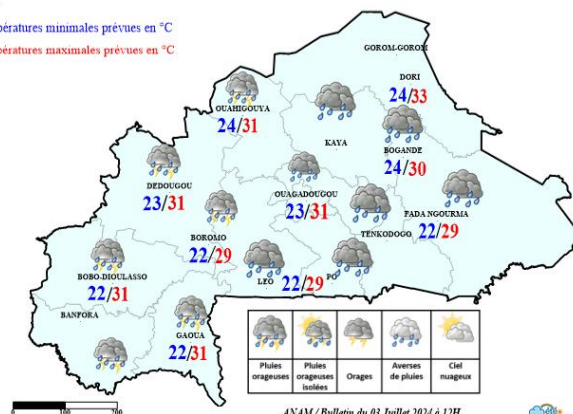 pératures minimales prévues en °C
pératures maximales prévues en °C
GOROM-GOROM
DORI
24/33
OUAHIGOUYA
24/31
KAYA
BOGANDE
24/30
DEDOUGOU
23/31
OUAGADOUGOU
23/31
FADA NGOURMA
22/29
TENKODOGO
BOROMO
22/29
BOBO-DIOULASSO
22/31
LEO
22/29
PO
BANFORA
GAOUA
22/31
Pluies orageuses
Pluies orageuses isolées
Orages
Averses de pluies
Ciel nuageux
ANAM / Bulletin du 03 Juillet 2024 à 12H